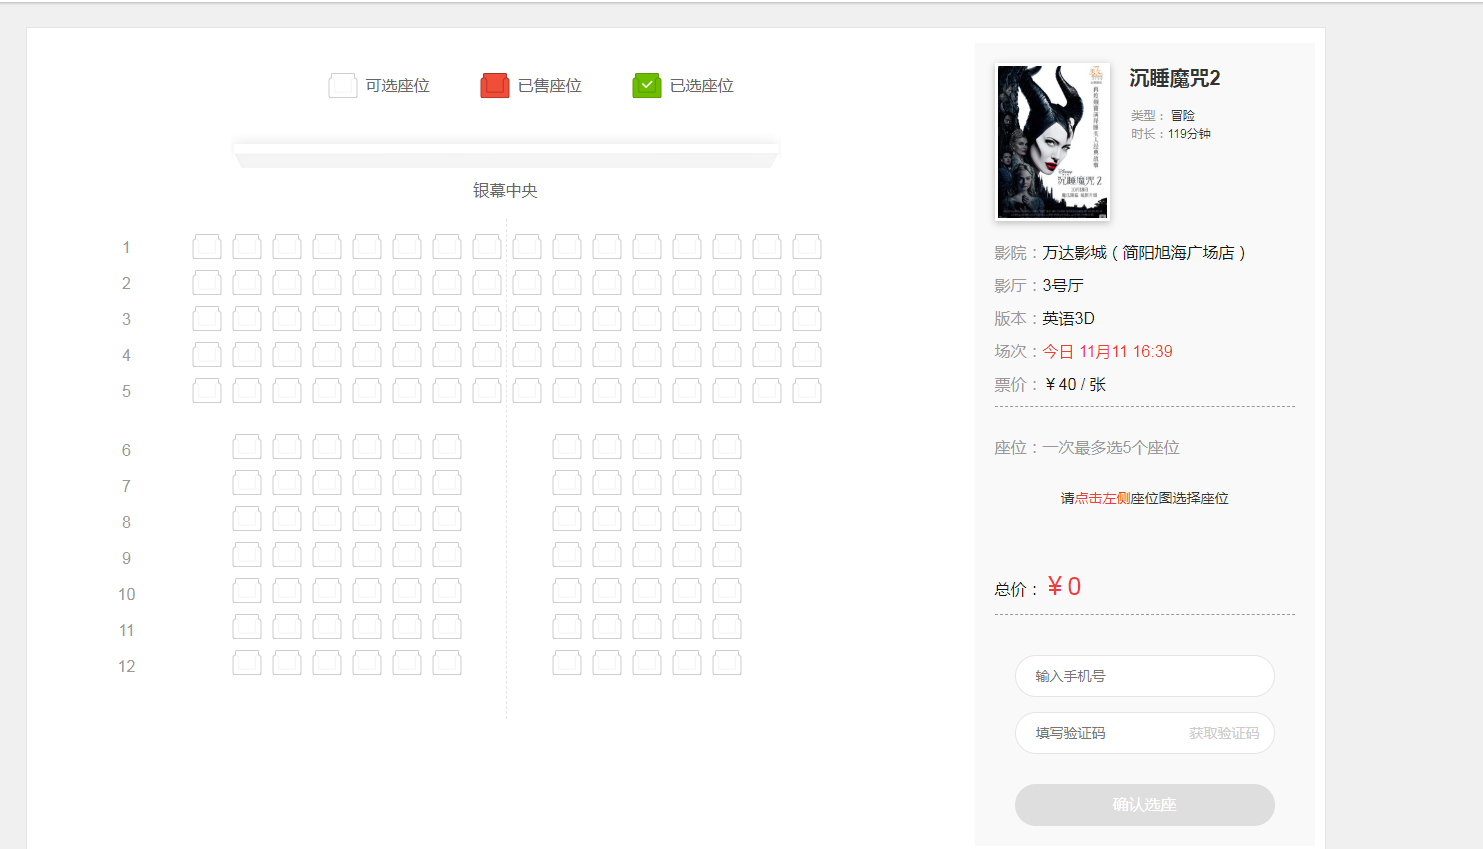 可选座位 已售座位 已选座位
银幕中央
1
2
3
4
5
6
7
8
9
10
11
12
沉睡魔咒2
类型： 冒险
时长：119分钟
沉睡魔咒 2
影院：万达影城（简阳旭海广场店）
影厅：3号厅
版本：英语3D
场次：今日 11月11 16:39
票价：￥40 / 张
座位：一次最多选5个座位
请点击左侧座位图选择座位
总价： ￥0
输入手机号
填写验证码 获取验证码
确认选座